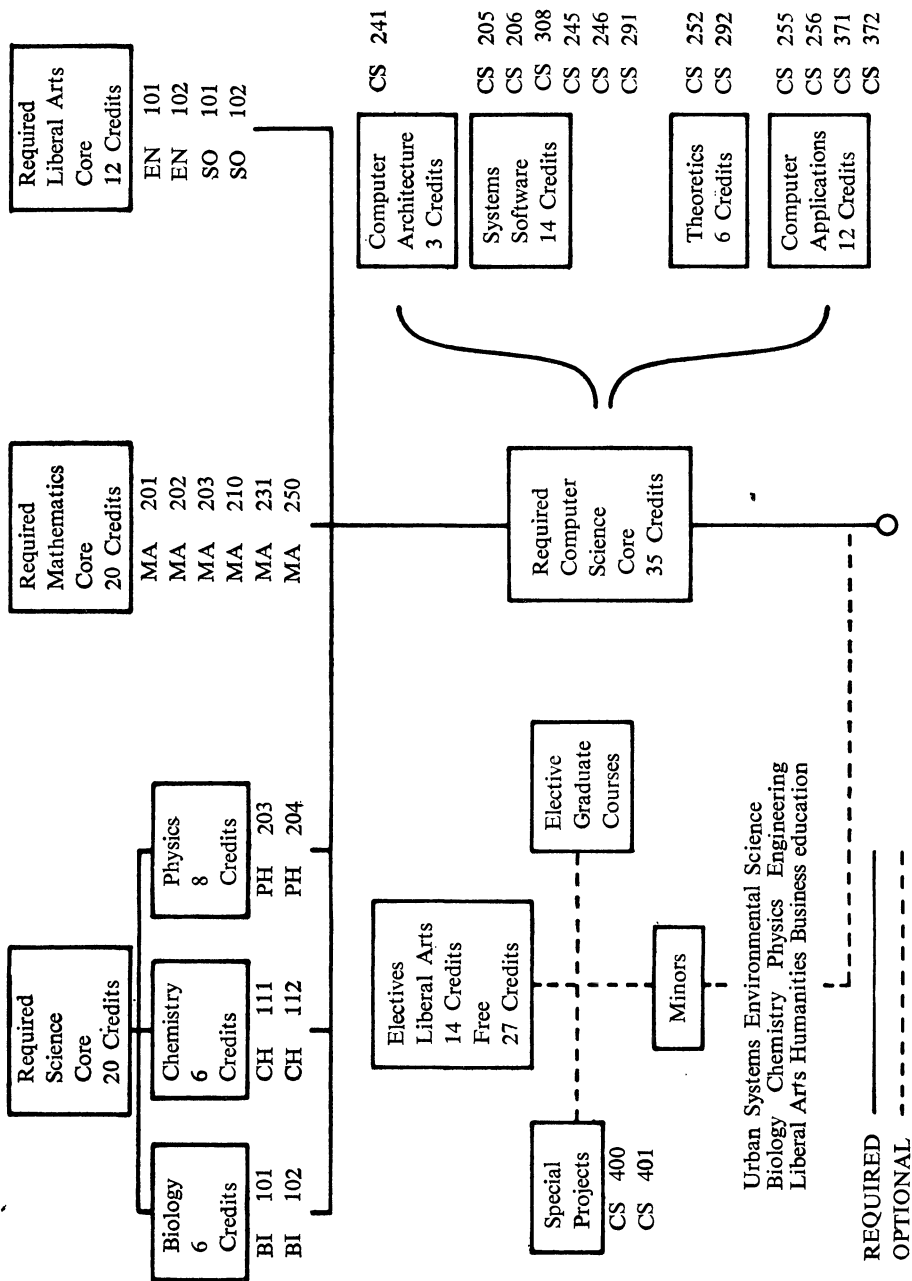 Required
Science
Core
20 Credits
Biology
6
Credits
BI 101
BI 102
Chemistry
6
Credits
CH 111
CH 112
Physics
8
Credits
PH 203
PH 204
Required
Mathematics
Core
20 Credits
MA 201
MA 202
MA 203
MA 210
MA 231
MA 250
Required
Liberal Arts
Core
12 Credits
EN 101
EN 102
SO 101
SO 102
Electives
Liberal Arts
14 Credits
Free
27 Credits
Special
Projects
CS 400
CS 401
Elective
Graduate
Courses
Minors
Urban Systems Environmental Science
Biology Chemistry Physics Engineering
Liberal Arts Humanities Business education
Required
Computer
Science
Core
35 Credits
Computer
Architecture
3 Credits
CS 241
Systems
Software
14 Credits
CS 205
CS 206
CS 308
CS 245
CS 246
CS 291
Theoretics
6 Credits
CS 252
CS 292
Computer
Applications
12 Credits
CS 255
CS 256
CS 371
CS 372
REQUIRED
OPTIONAL